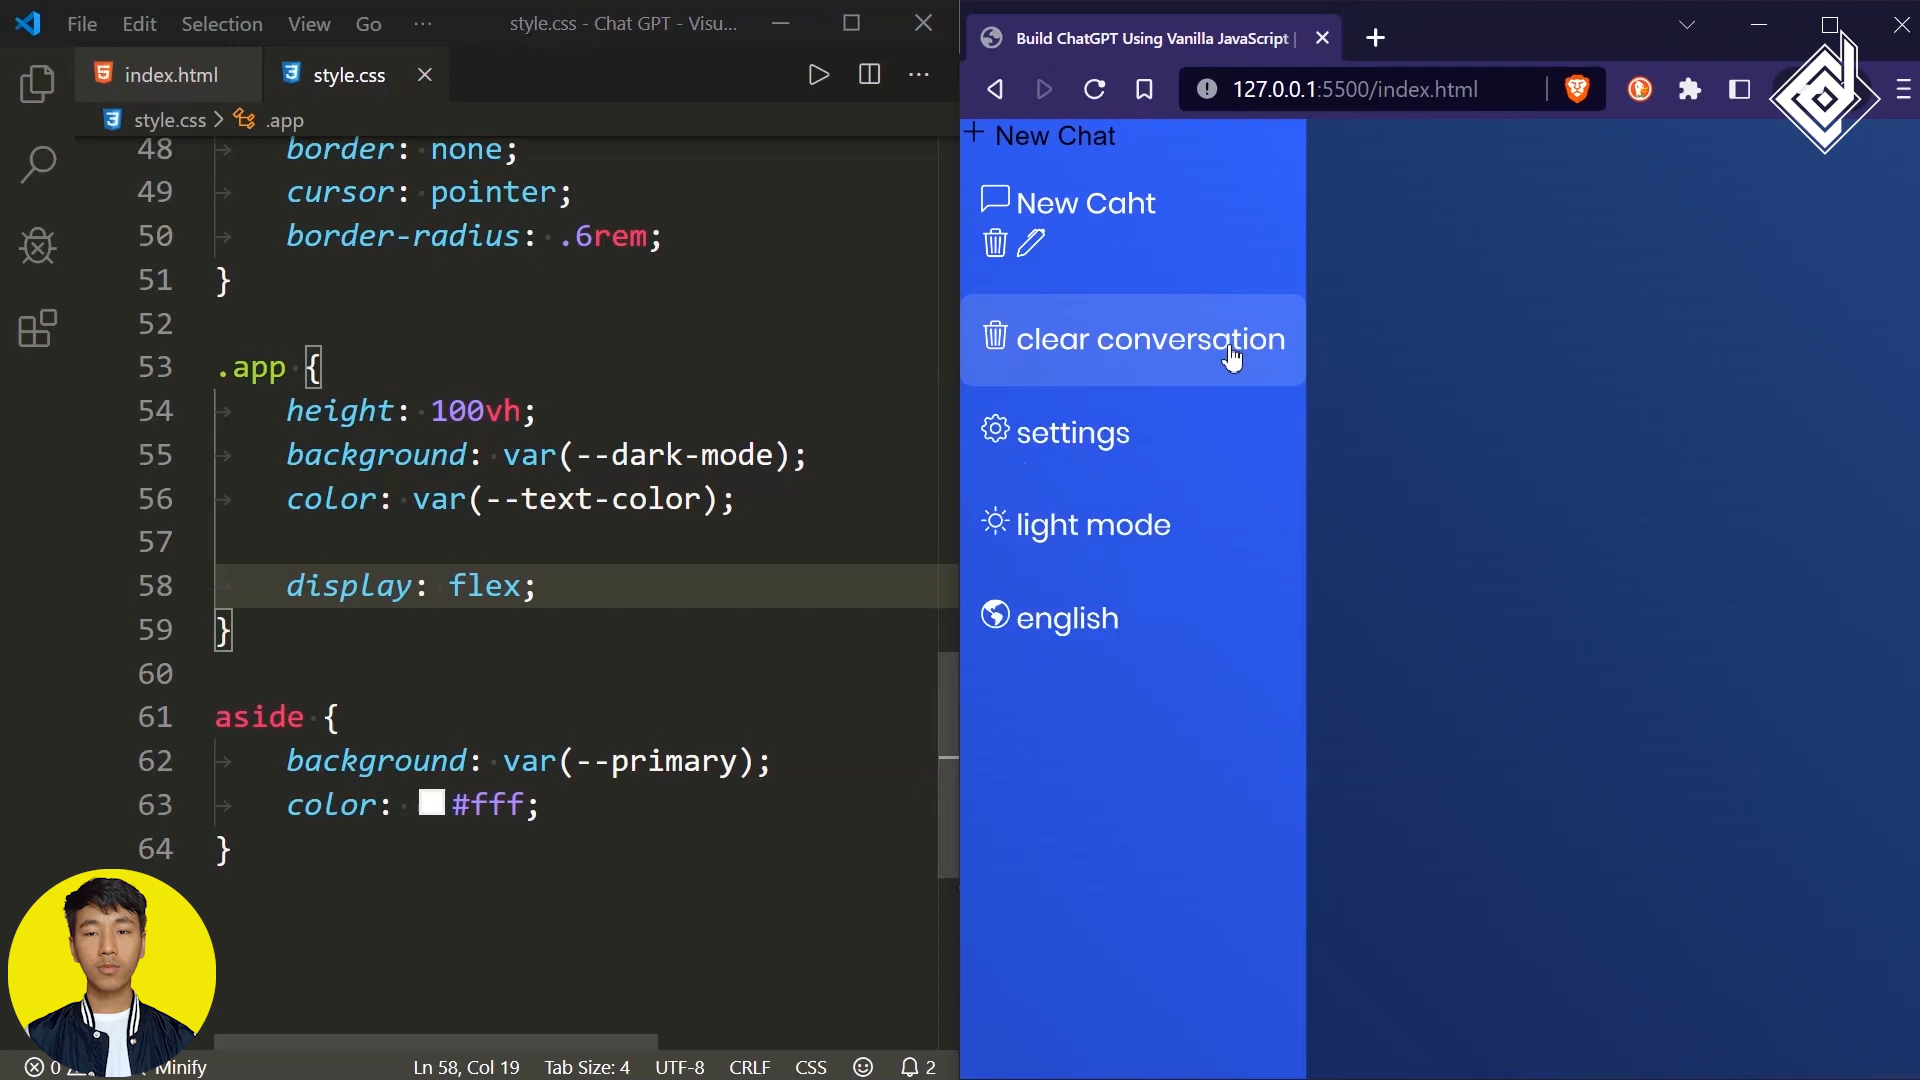 File Edit Selection View Go ··· style.css - Chat GPT - Visu...
index.html style.css
style.css > .app
48 border: none;
49 cursor: pointer;
50 border-radius: .6rem;
51 }
52
53 .app {
54 height: 100vh;
55 background: var(--dark-mode);
56 color: var(--text-color);
57
58 display: flex;
59 }
60
61 aside {
62 background: var(--primary);
63 color: #fff;
64 }
0 Minify Ln 58, Col 19 Tab Size: 4 UTF-8 CRLF CSS 2
Build ChatGPT Using Vanilla JavaScript |
127.0.0.1:5500/index.html
+ New Chat
New Caht
clear conversation
settings
light mode
english